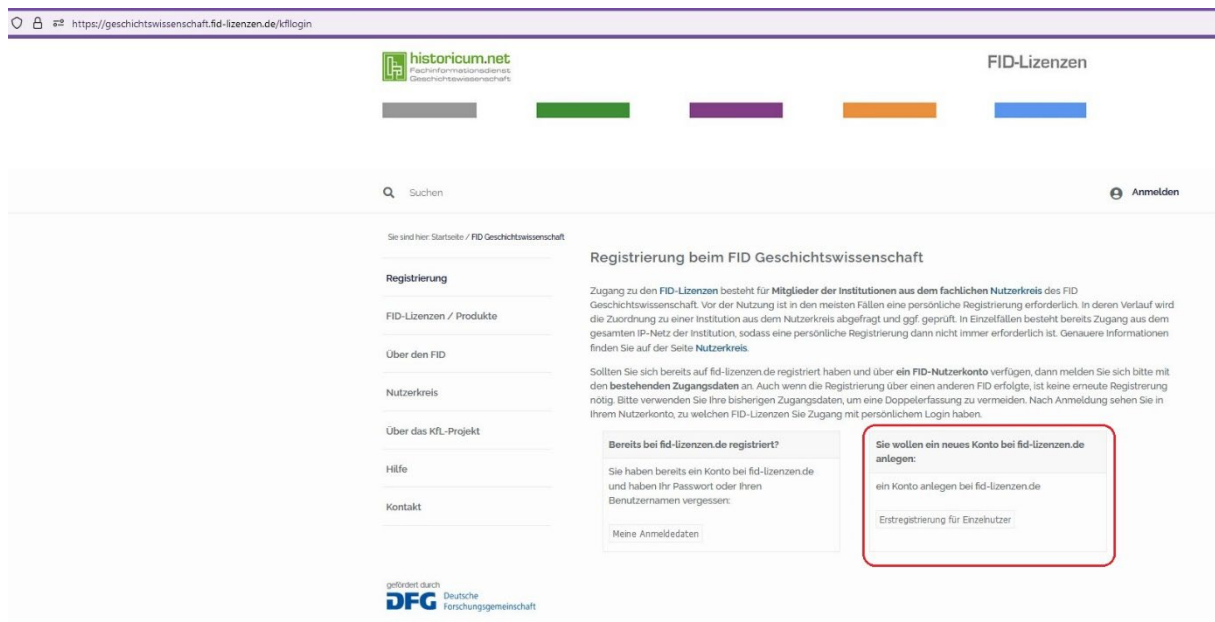 https://geschichtswissenschaft.fid-lizenzen.de/kfllogin
historicum.net
Fachinformationsdienst
Geschichtswissenschaft
FID-Lizenzen
Suchen
Anmelden
Sie sind hier: Startseite / FID Geschichtswissenschaft
Registrierung
FID-Lizenzen / Produkte
Über den FID
Nutzerkreis
Über das KfL-Projekt
Hilfe
Kontakt
gefördert durch
DFG Deutsche
Forschungsgemeinschaft
Registrierung beim FID Geschichtswissenschaft
Zugang zu den FID-Lizenzen besteht für Mitglieder der Institutionen aus dem fachlichen Nutzerkreis des FID
Geschichtswissenschaft. Vor der Nutzung ist in den meisten Fällen eine persönliche Registrierung erforderlich. In deren Verlauf wird
die Zuordnung zu einer Institution aus dem Nutzerkreis abgefragt und ggf. geprüft. In Einzelfällen besteht bereits Zugang aus dem
gesamten IP-Netz der Institution, sodass eine persönliche Registrierung dann nicht immer erforderlich ist. Genauere Informationen
finden Sie auf der Seite Nutzerkreis.
Sollten Sie sich bereits auf fid-lizenzen.de registriert haben und über ein FID-Nutzerkonto verfügen, dann melden Sie sich bitte mit
den bestehenden Zugangsdaten an. Auch wenn die Registrierung über einen anderen FID erfolgte, ist keine erneute Registrerung
nötig. Bitte verwenden Sie Ihre bisherigen Zugangsdaten, um eine Doppelerfassung zu vermeiden. Nach Anmeldung sehen Sie in
Ihrem Nutzerkonto, zu welchen FID-Lizenzen Sie Zugang mit persönlichem Login haben.
Bereits bei fid-lizenzen.de registriert?
Sie haben bereits ein Konto bei fid-lizenzen.de
und haben Ihr Passwort oder Ihren
Benutzernamen vergessen:
Meine Anmeldedaten
Sie wollen ein neues Konto bei fid-lizenzen.de
anlegen:
ein Konto anlegen bei fid-lizenzen.de
Erstregistrierung für Einzelnutzer